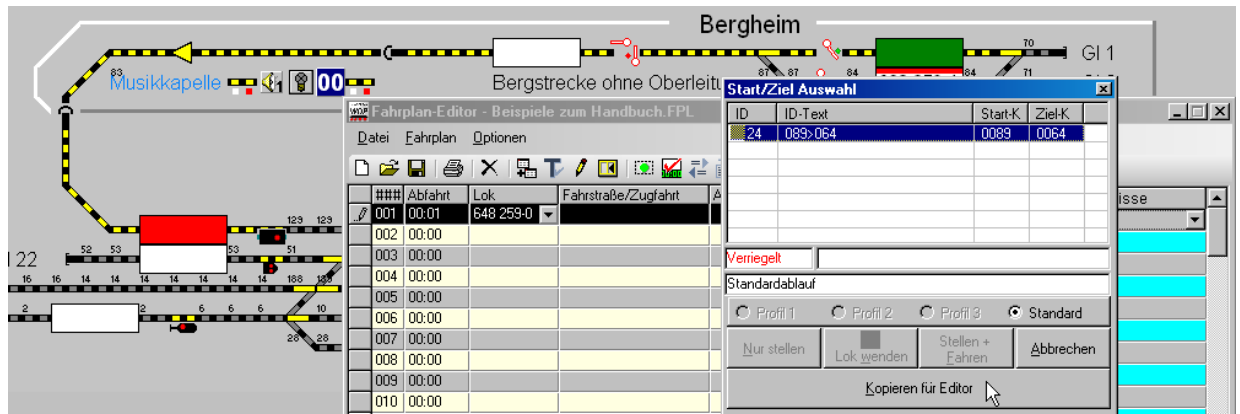 Bergheim
70
Gl 1
83
Musikkapelle
1
00
Bergstrecke ohne Oberleitu
87 87 84 84 71
Start/Ziel Auswahl
ID ID-Text Start-K Ziel-K
24 089>064 0089 0064
Verriegelt
Standardablauf
Profil 1 Profil 2 Profil 3 Standard
Nur stellen
Lok wenden
Stellen +
Fahren
Abbrechen
Kopieren für Editor
WDP
Fahrplan-Editor - Beispiele zum Handbuch.FPL
Datei Fahrplan Optionen
### Abfahrt Lok Fahrstraße/Zugfahrt A
isse
001 00:01 648 259-0
002 00:00
003 00:00
004 00:00
005 00:00
006 00:00
007 00:00
008 00:00
009 00:00
010 00:00
129 129
52 53 53 51
22
16 16 14 14 14 14 14 14 188
2 2 6 6 6 10
28 28